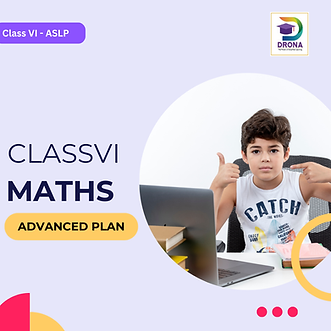 Class VI - ASLP
DRONA
CLASSVI
MATHS
ADVANCED PLAN
CATCH